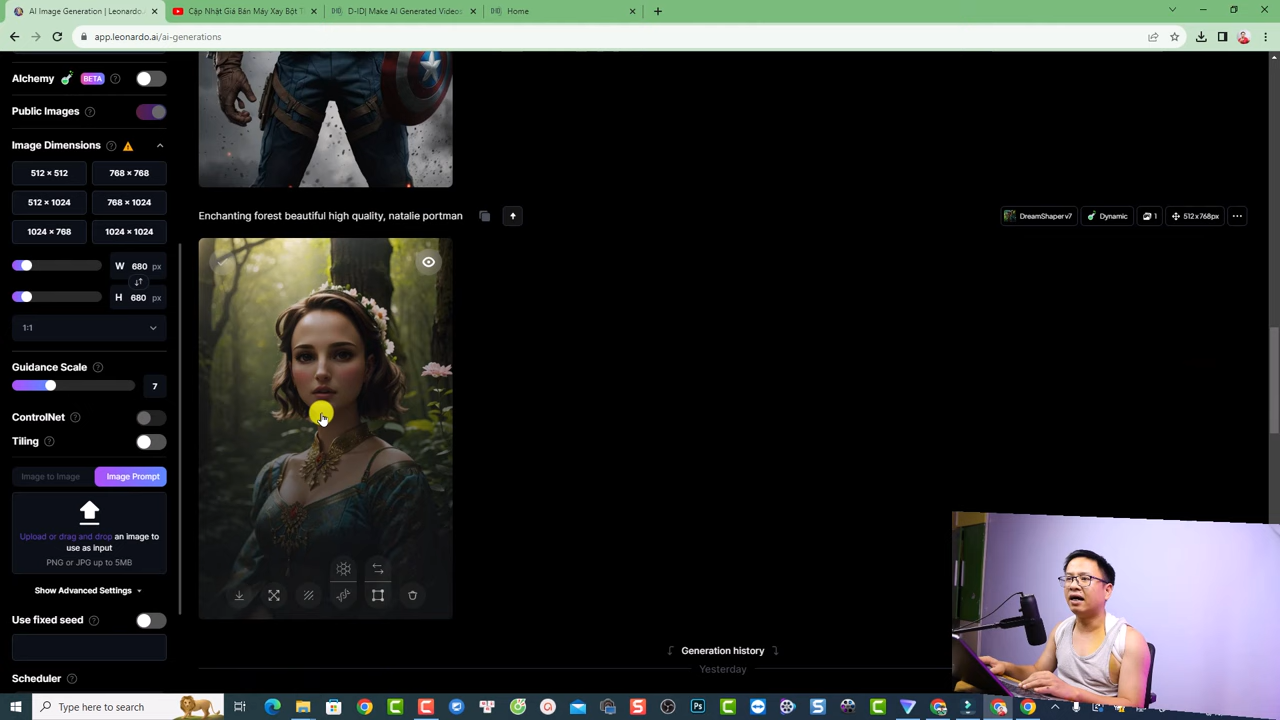 AI Image Generation | Leonardo.
Cập Nhật Giá Bán Máy Xay Bột T
D-ID| Make AI Generated Videos
Home
app.leonardo.ai/ai-generations
Alchemy BETA
Public Images
Image Dimensions
512 × 512
768 × 768
512 × 1024
768 × 1024
1024 × 768
1024 × 1024
W 680 px
H 680 px
1:1
Guidance Scale
7
ControlNet
Tiling
Image to Image
Image Prompt
Upload or drag and drop an image to
use as input
PNG or JPG up to 5MB
Show Advanced Settings
Use fixed seed
Scheduler
Enchanting forest beautiful high quality, natalie portman
DreamShaper v7
Dynamic
1
512 x 768px
Generation history
Yesterday
Type here to search